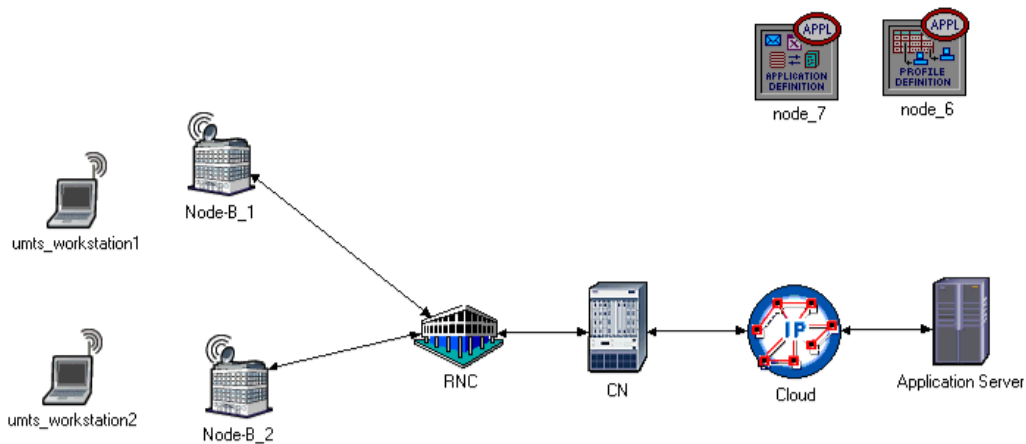 APPL
APPLICATION
DEFINITION
node_7
APPL
PROFILE
DEFINITION
node_6
Node-B_1
umts_workstation1
RNC
CN
IP
Cloud
Application Server
umts_workstation2
Node-B_2